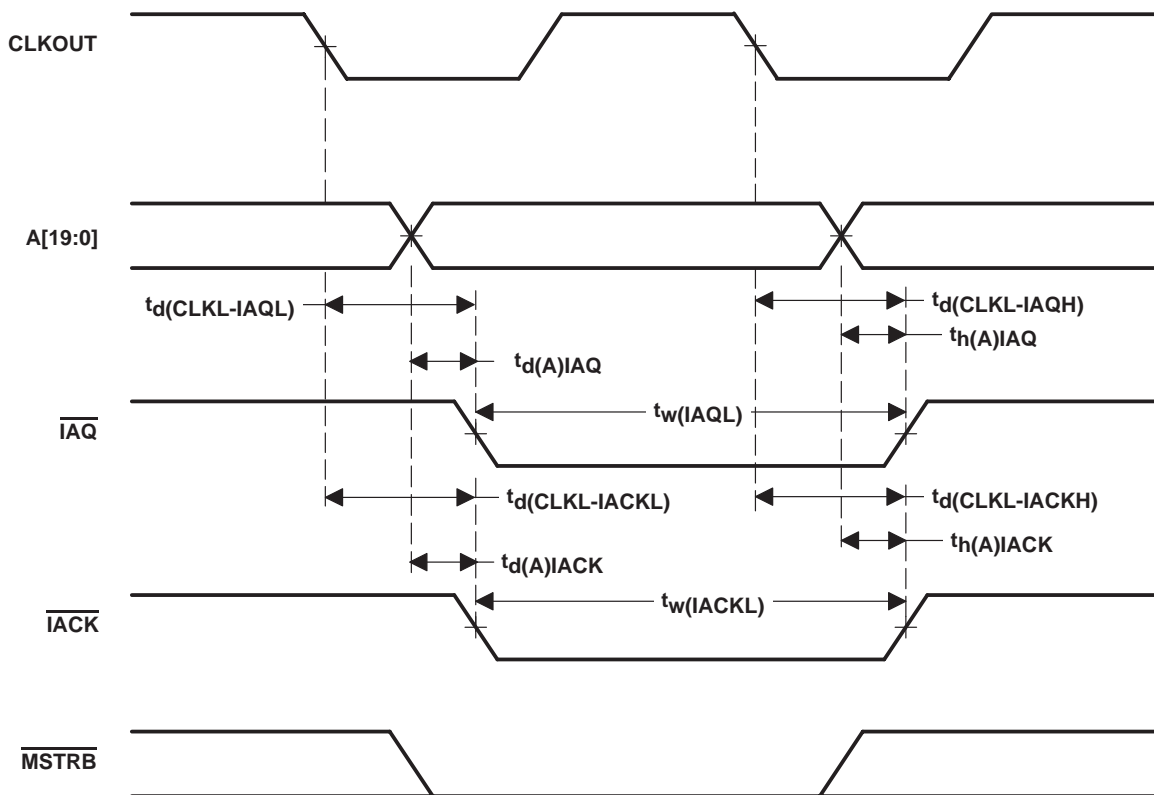 CLKOUT
A[19:0]
td(CLKL-IAQL)
td(CLKL-IAQH)
th(A)IAQ
td(A)IAQ
tw(IAQL)
IAQ
td(CLKL-IACKL)
td(CLKL-IACKH)
th(A)IACK
td(A)IACK
tw(IACKL)
IACK
MSTRB